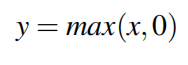 y = max(x, 0)